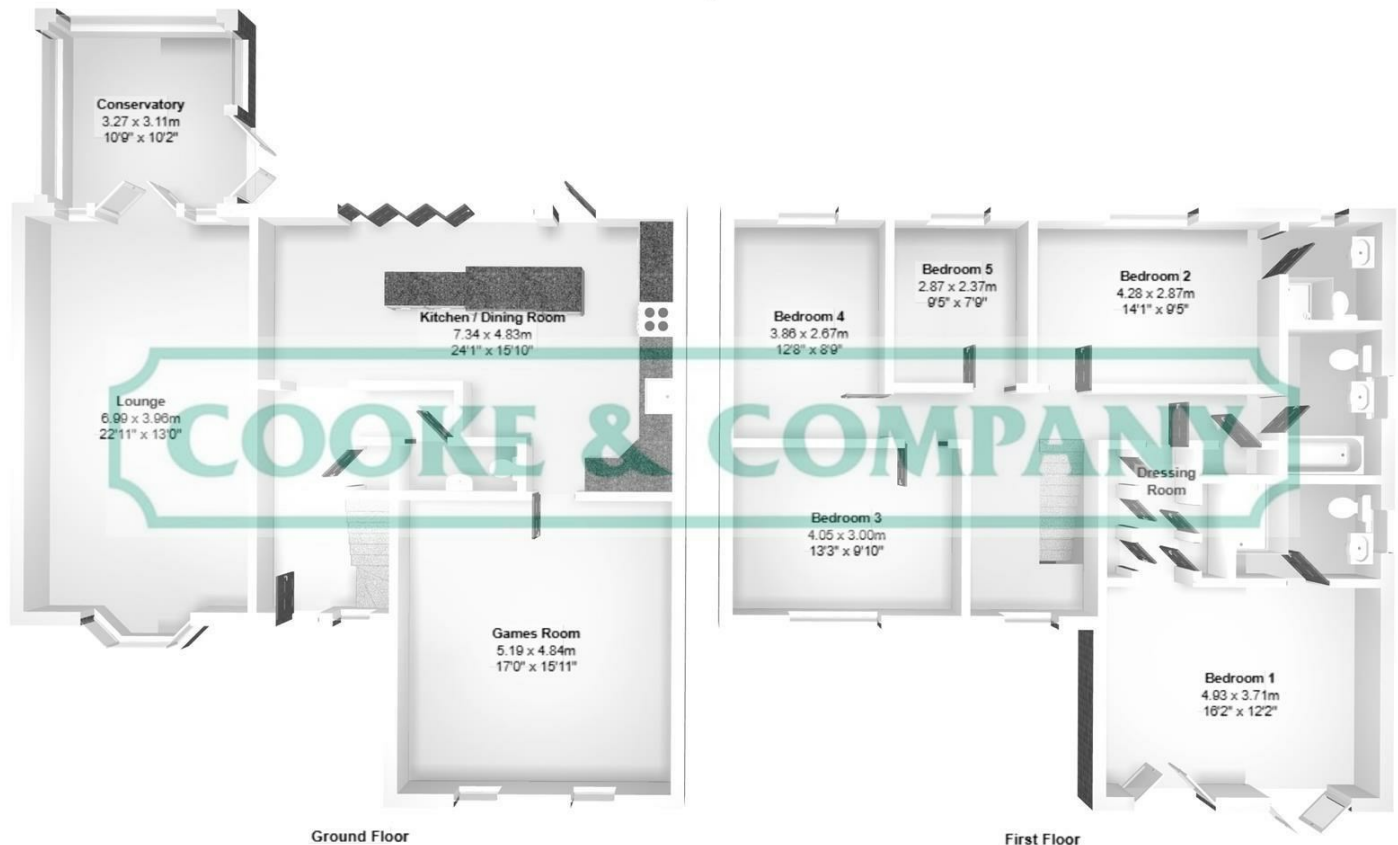 Conservatory
3.27 x 3.11m
10'9" x 10'2"
Kitchen / Dining Room
7.34 x 4.83m
24'1" x 15'10"
Lounge
6.99 x 3.96m
22'11" x 13'0"
Games Room
5.19 x 4.84m
17'0" x 15'11"
Ground Floor
Bedroom 4
3.86 x 2.67m
12'8" x 8'9"
Bedroom 5
2.87 x 2.37m
9'5" x 7'9"
Bedroom 2
4.28 x 2.87m
14'1" x 9'5"
Dressing
Room
Bedroom 3
4.05 x 3.00m
13'3" x 9'10"
Bedroom 1
4.93 x 3.71m
16'2" x 12'2"
First Floor
COOKE & COMPANY